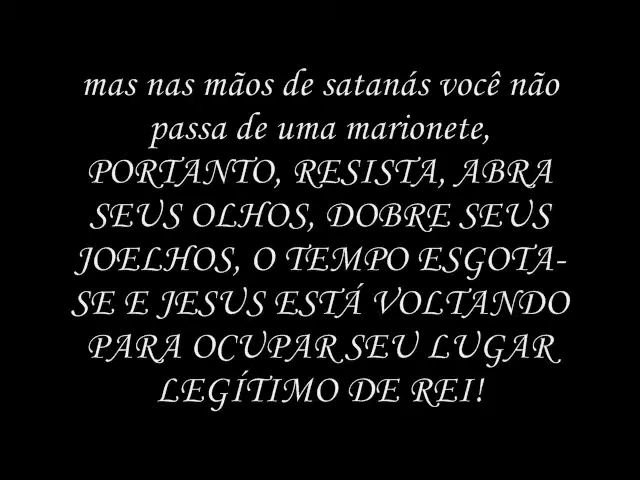 mas nas mãos de satanás você não
passa de uma marionete,
PORTANTO, RESISTA, ABRA
SEUS OLHOS, DOBRE SEUS
JOELHOS, O TEMPO ESGOTA-
SE E JESUS ESTÁ VOLTANDO
PARA OCUPAR SEU LUGAR
LEGÍTIMO DE REI!